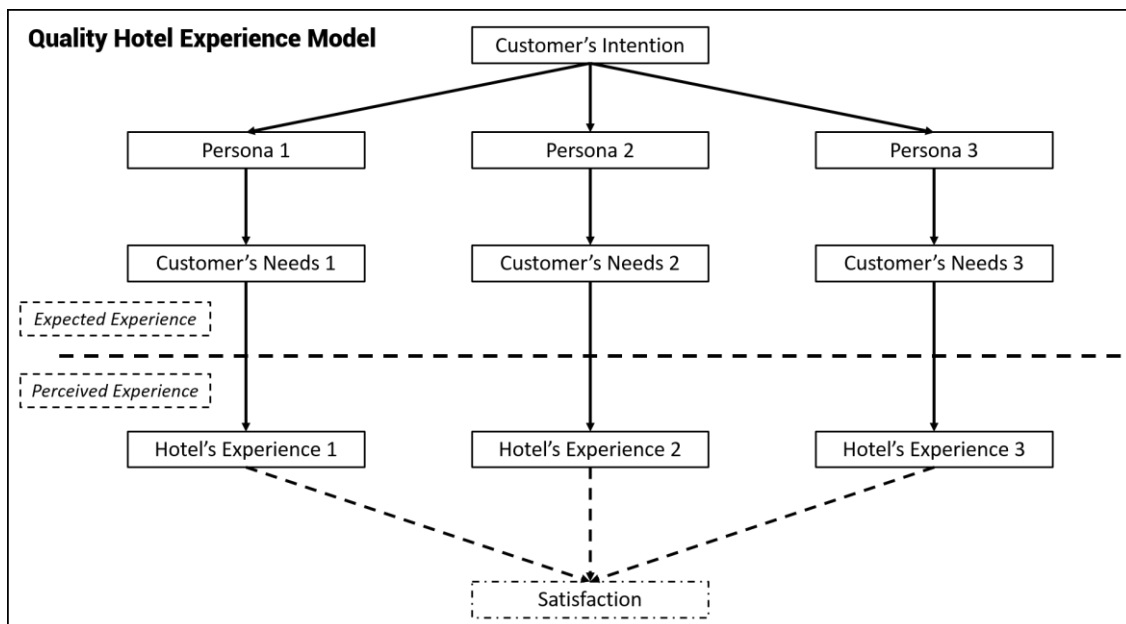 Quality Hotel Experience Model
Customer’s Intention
Persona 1
Persona 2
Persona 3
Customer’s Needs 1
Customer’s Needs 2
Customer’s Needs 3
Expected Experience
Perceived Experience
Hotel’s Experience 1
Hotel’s Experience 2
Hotel’s Experience 3
Satisfaction